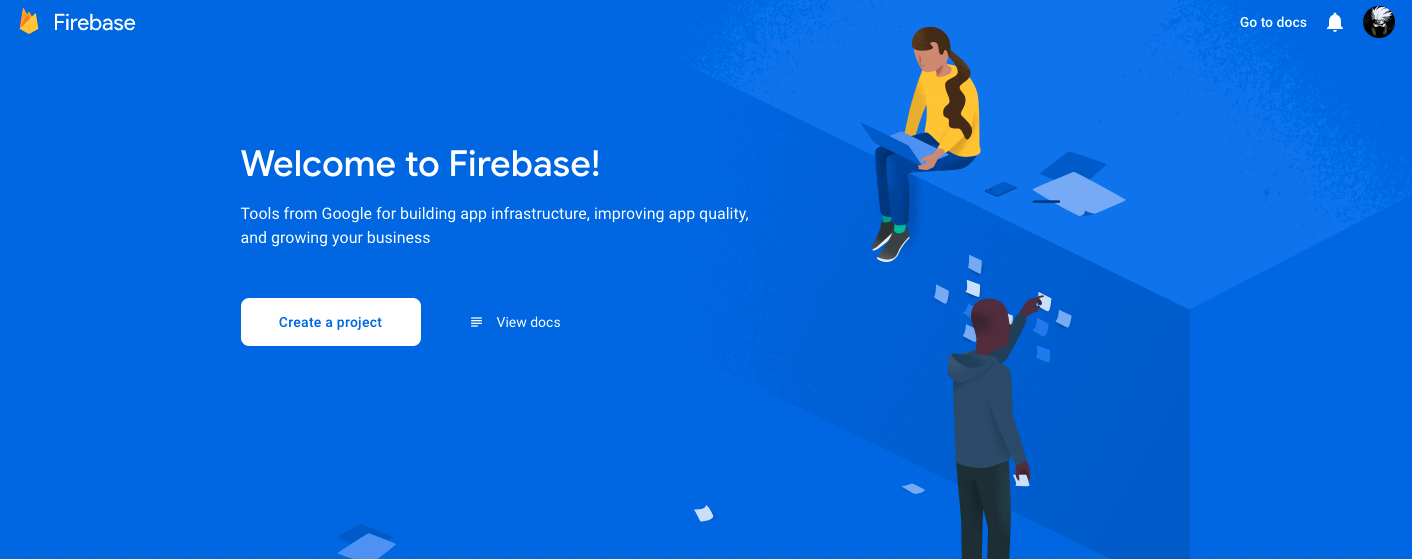 Firebase
Go to docs
Welcome to Firebase!
Tools from Google for building app infrastructure, improving app quality,
and growing your business
Create a project
View docs